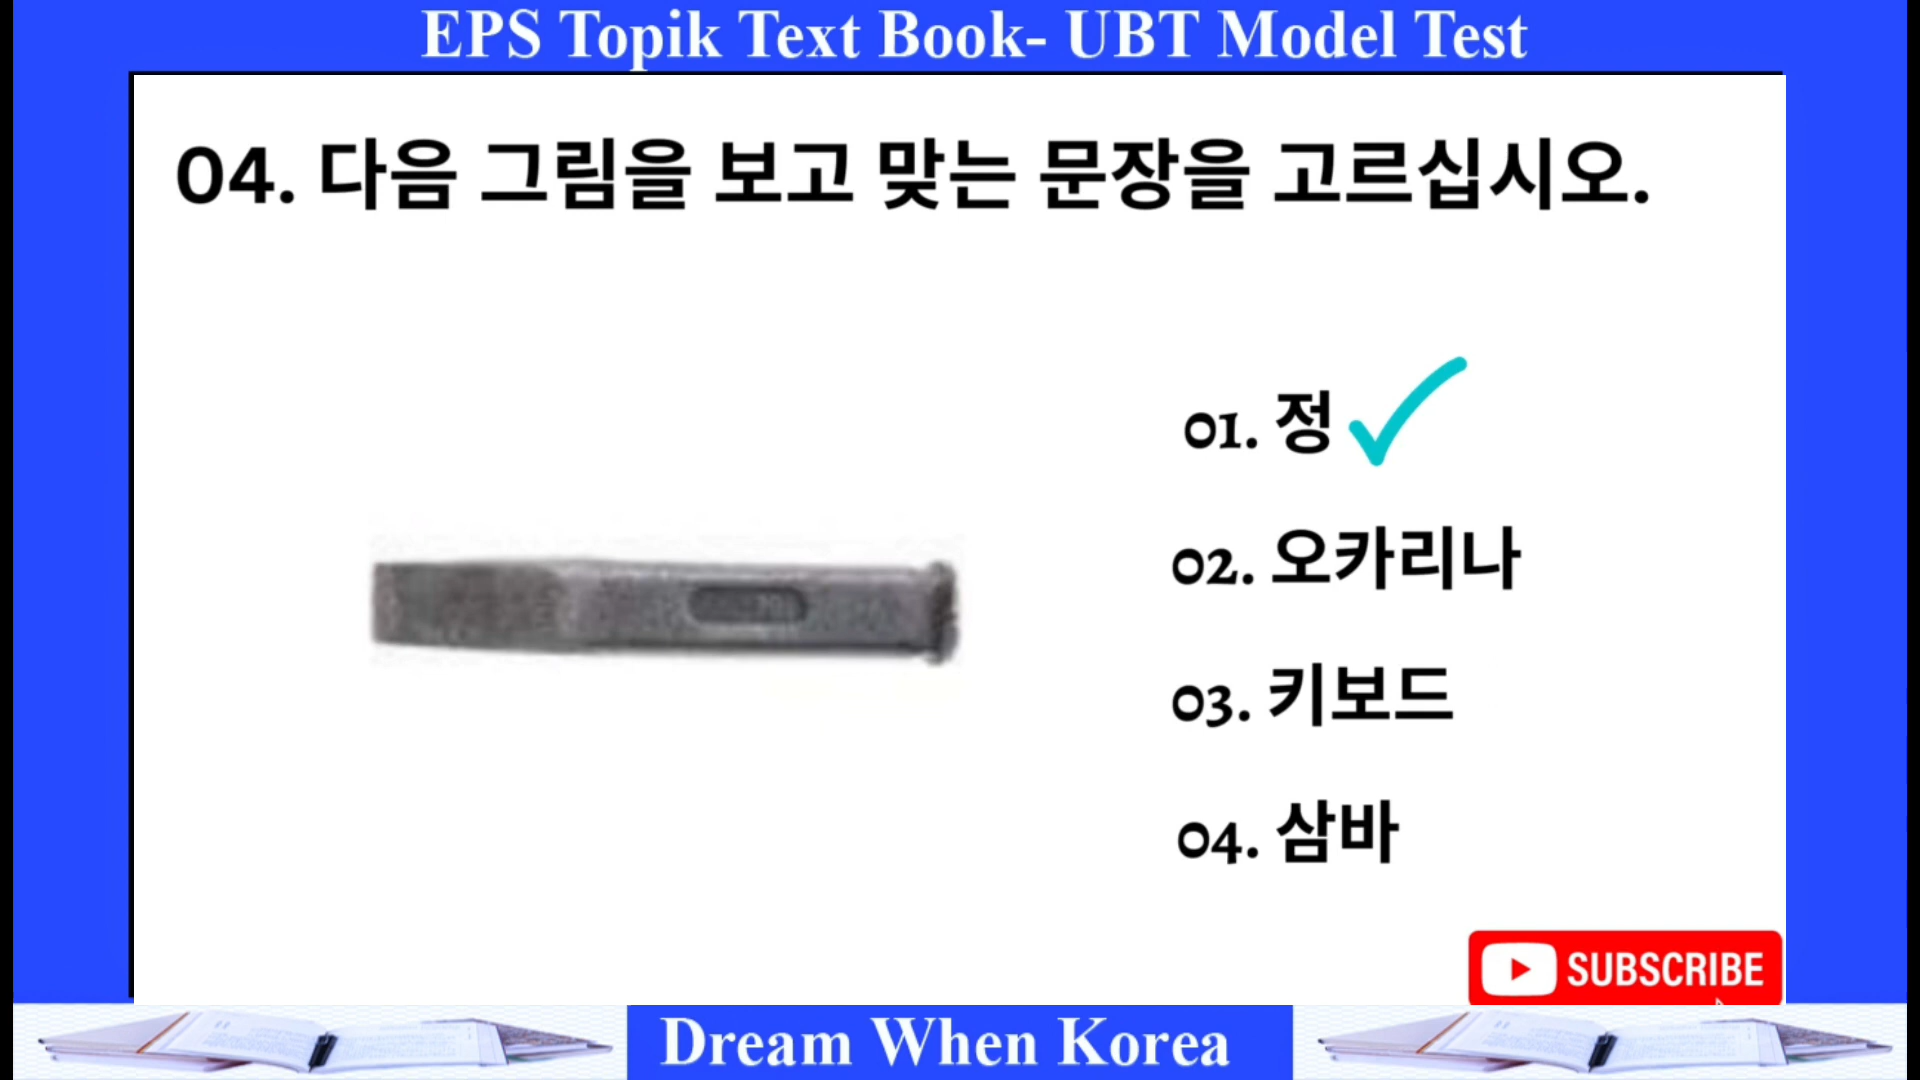 EPS Topik Text Book- UBT Model Test
04. 다음 그림을 보고 맞는 문장을 고르십시오.
01. 정
02. 오카리나
03. 키보드
04. 삼바
SUBSCRIBE
Dream When Korea